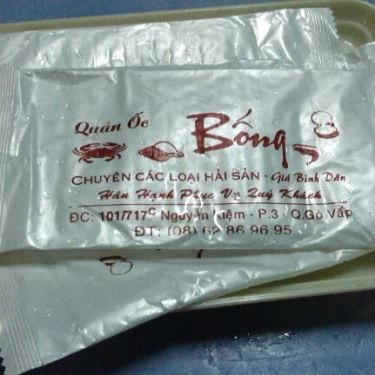 Quán Ốc Bống
CHUYÊN CÁC LOẠI HẢI SẢN - Giá Bình Dân
Hân Hạnh Phục Vụ Quý Khách
ĐC: 101/717C Nguyễn Kiệm - P.3 / Q.Gò Vấp
ĐT: (08) 62 86 96 95